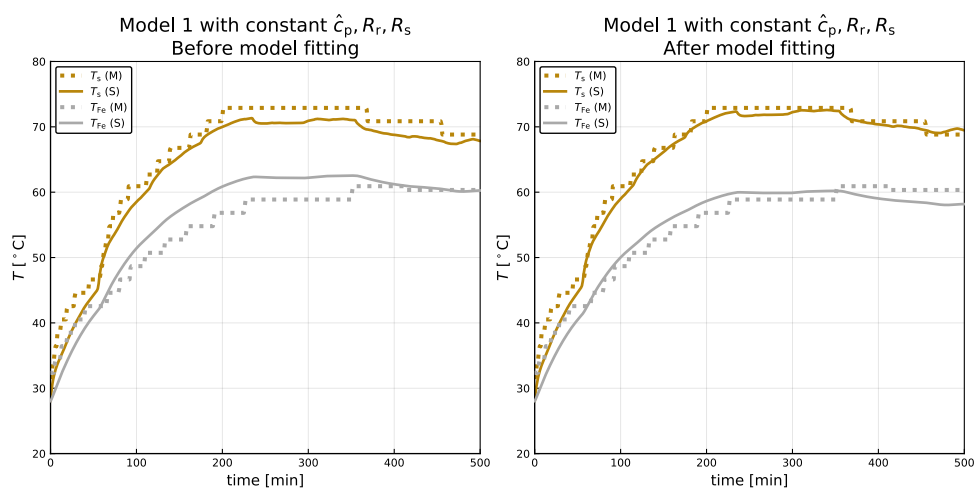 Model 1 with constant ĉp, Rr, Rs
Before model fitting
80
70
60
50
40
30
20
T [°C]
Ts (M)
Ts (S)
TFe (M)
TFe (S)
0 100 200 300 400 500
time [min]
Model 1 with constant ĉp, Rr, Rs
After model fitting
80
70
60
50
40
30
20
T [°C]
Ts (M)
Ts (S)
TFe (M)
TFe (S)
0 100 200 300 400 500
time [min]